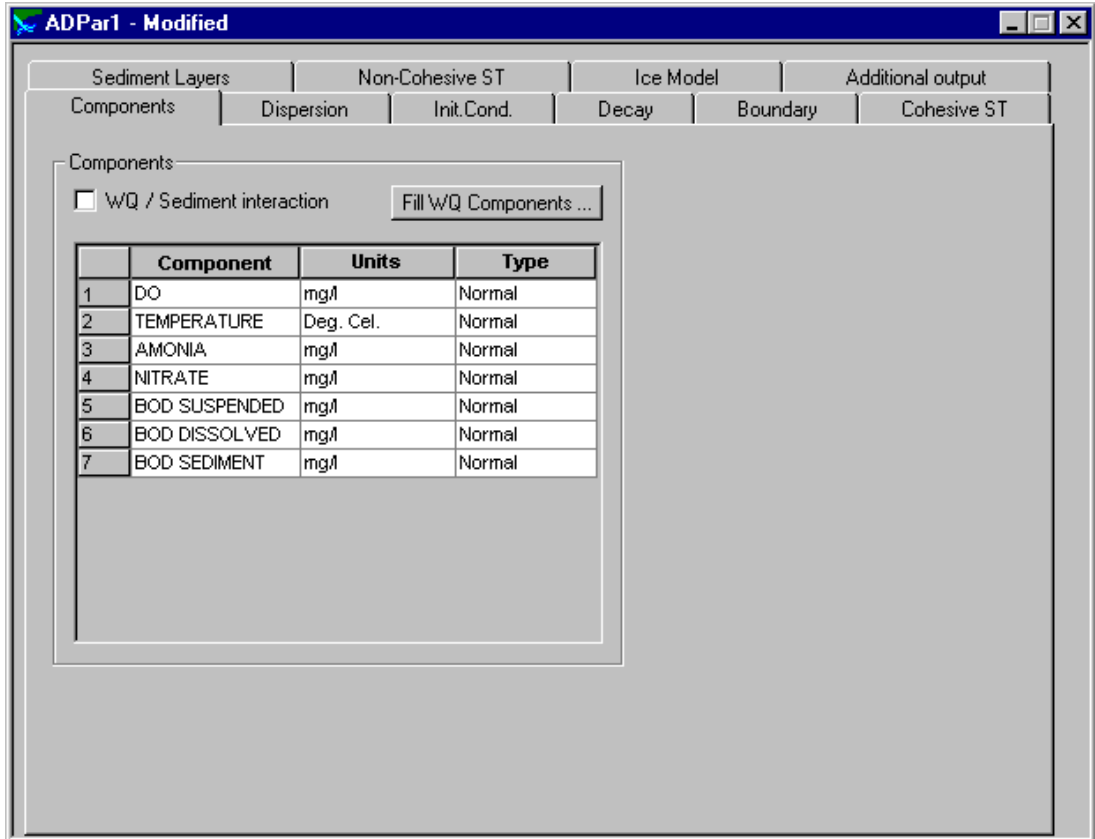 ADPar1 - Modified
Sediment Layers Non-Cohesive ST Ice Model Additional output
Components Dispersion Init.Cond. Decay Boundary Cohesive ST
Components
WQ / Sediment interaction Fill WQ Components ...
Component Units Type
1 DO mg/l Normal
2 TEMPERATURE Deg. Cel. Normal
3 AMONIA mg/l Normal
4 NITRATE mg/l Normal
5 BOD SUSPENDED mg/l Normal
6 BOD DISSOLVED mg/l Normal
7 BOD SEDIMENT mg/l Normal